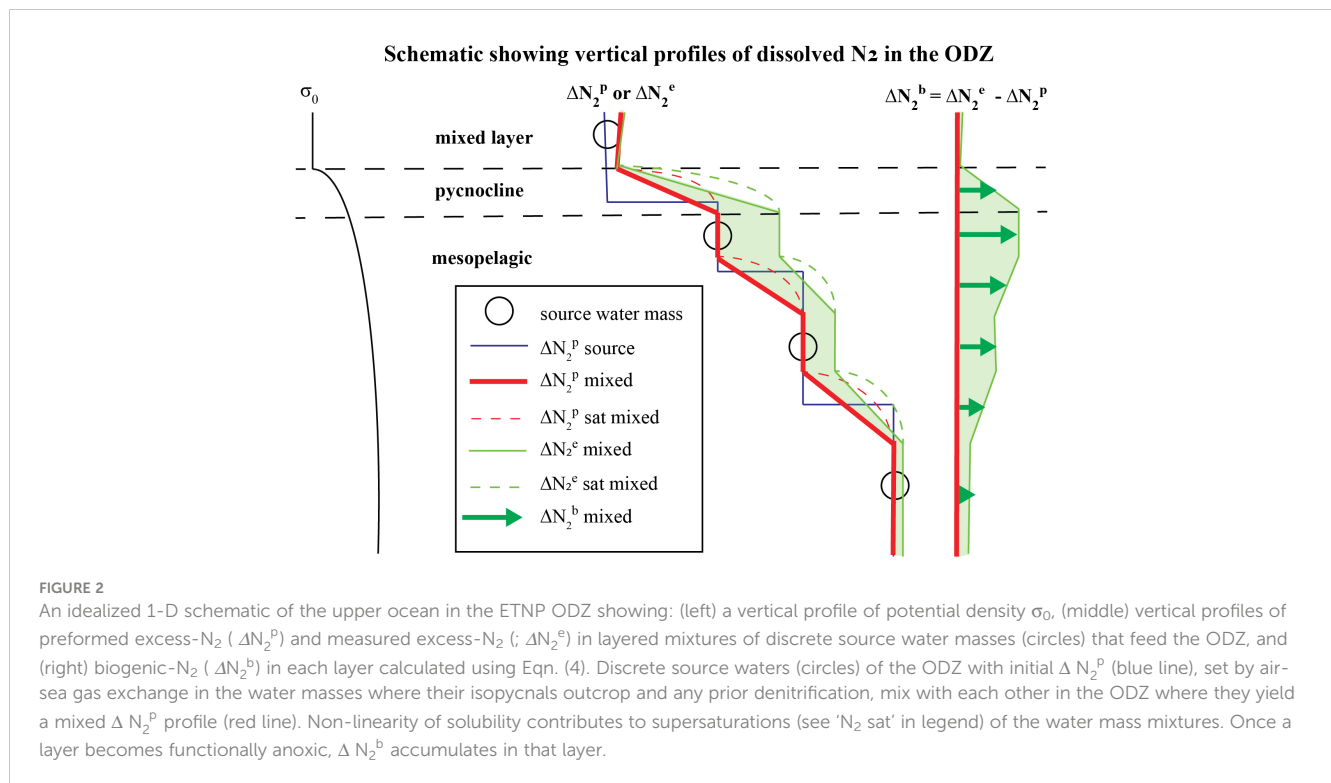 Schematic showing vertical profiles of dissolved N₂ in the ODZ
σ₀
ΔN₂ᵖ or ΔN₂ᵉ
ΔN₂ᵇ = ΔN₂ᵉ - ΔN₂ᵖ
mixed layer
pycnocline
mesopelagic
source water mass
ΔN₂ᵖ source
ΔN₂ᵖ mixed
ΔN₂ᵖ sat mixed
ΔN₂ᵉ mixed
ΔN₂ᵉ sat mixed
ΔN₂ᵇ mixed
FIGURE 2
An idealized 1-D schematic of the upper ocean in the ETNP ODZ showing: (left) a vertical profile of potential density σ₀, (middle) vertical profiles of
preformed excess-N₂ ( ΔN₂ᵖ) and measured excess-N₂ (; ΔN₂ᵉ) in layered mixtures of discrete source water masses (circles) that feed the ODZ, and
(right) biogenic-N₂ ( ΔN₂ᵇ) in each layer calculated using Eqn. (4). Discrete source waters (circles) of the ODZ with initial Δ N₂ᵖ (blue line), set by air-
sea gas exchange in the water masses where their isopycnals outcrop and any prior denitrification, mix with each other in the ODZ where they yield
a mixed Δ N₂ᵖ profile (red line). Non-linearity of solubility contributes to supersaturations (see ‘N₂ sat’ in legend) of the water mass mixtures. Once a
layer becomes functionally anoxic, Δ N₂ᵇ accumulates in that layer.